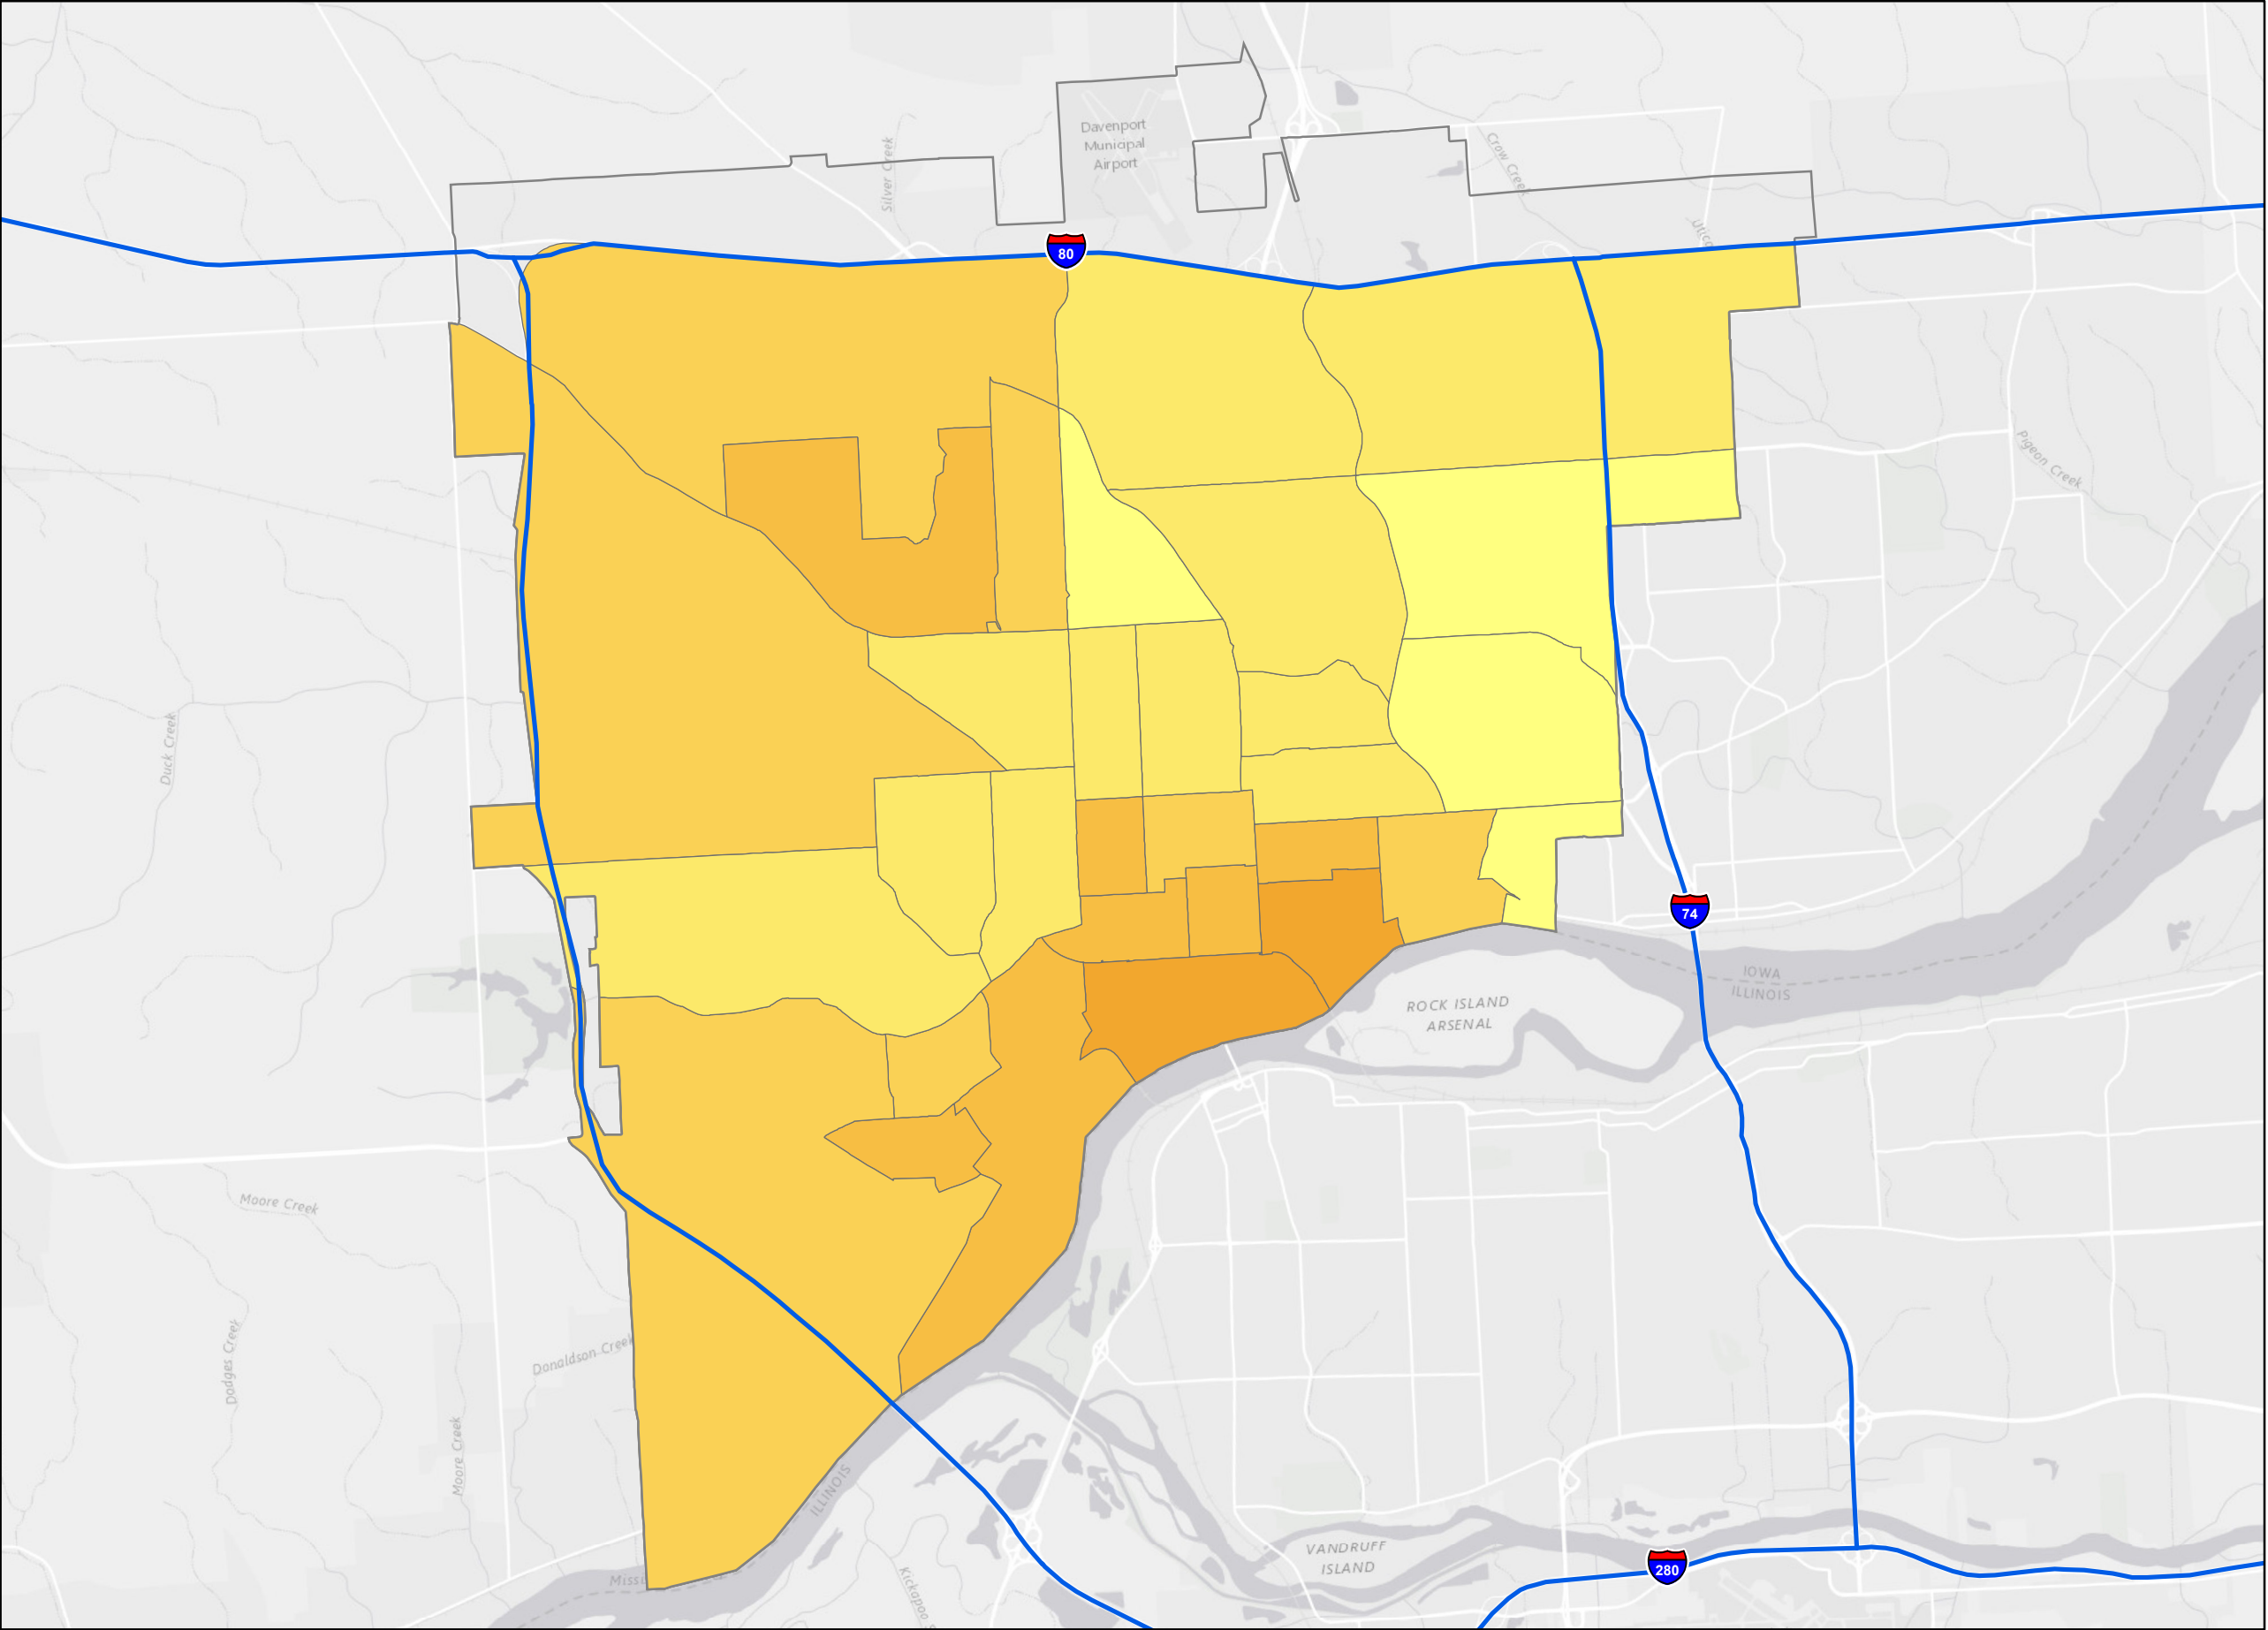 Davenport
Municipal
Airport
Silver Creek
Crow Creek
80
Pigeon Creek
Duck Creek
74
IOWA
ILLINOIS
ROCK ISLAND
ARSENAL
Moore Creek
Dodges Creek
Donaldson Creek
Moore Creek
ILLINOIS
VANDRUFF
ISLAND
280
Kickapoo